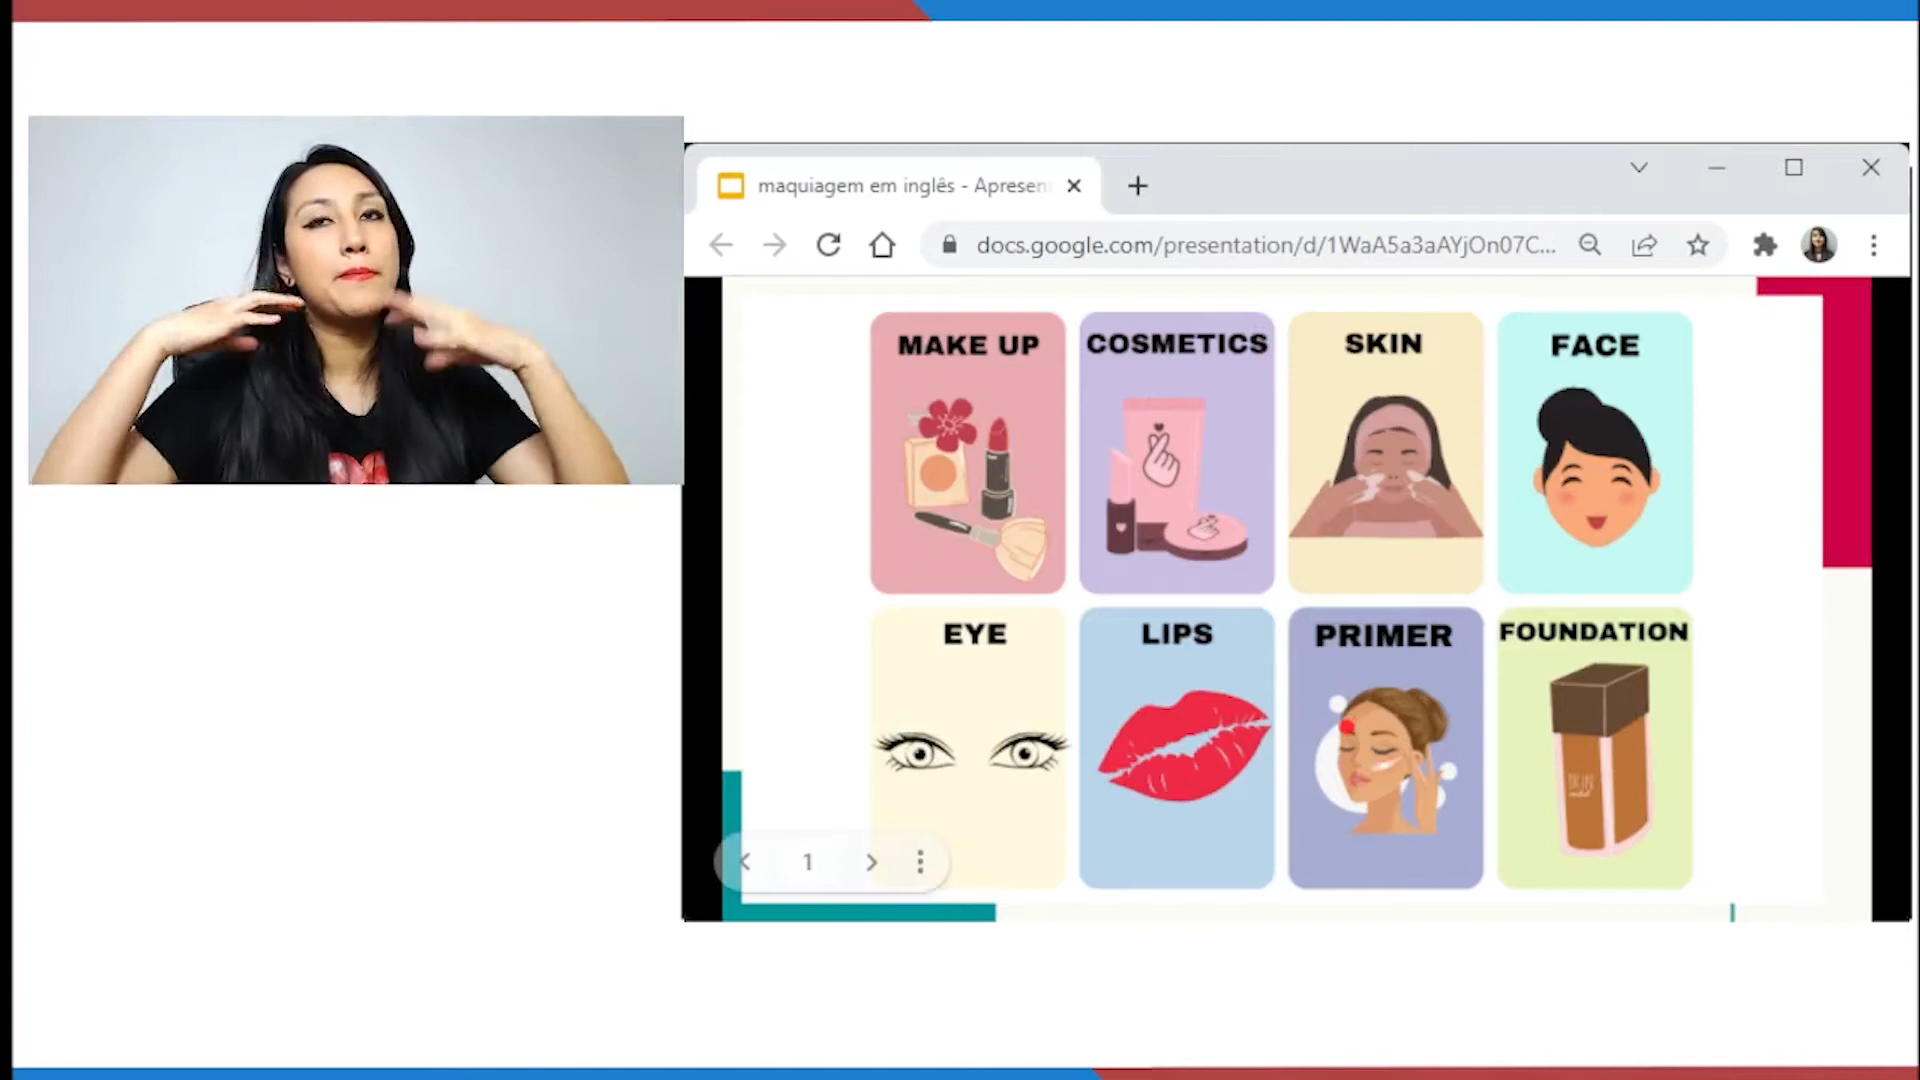 maquiagem em inglês - Apresen
docs.google.com/presentation/d/1WaA5a3aAYjOn07C...
MAKE UP
COSMETICS
SKIN
FACE
EYE
LIPS
PRIMER
FOUNDATION
SKIN
1